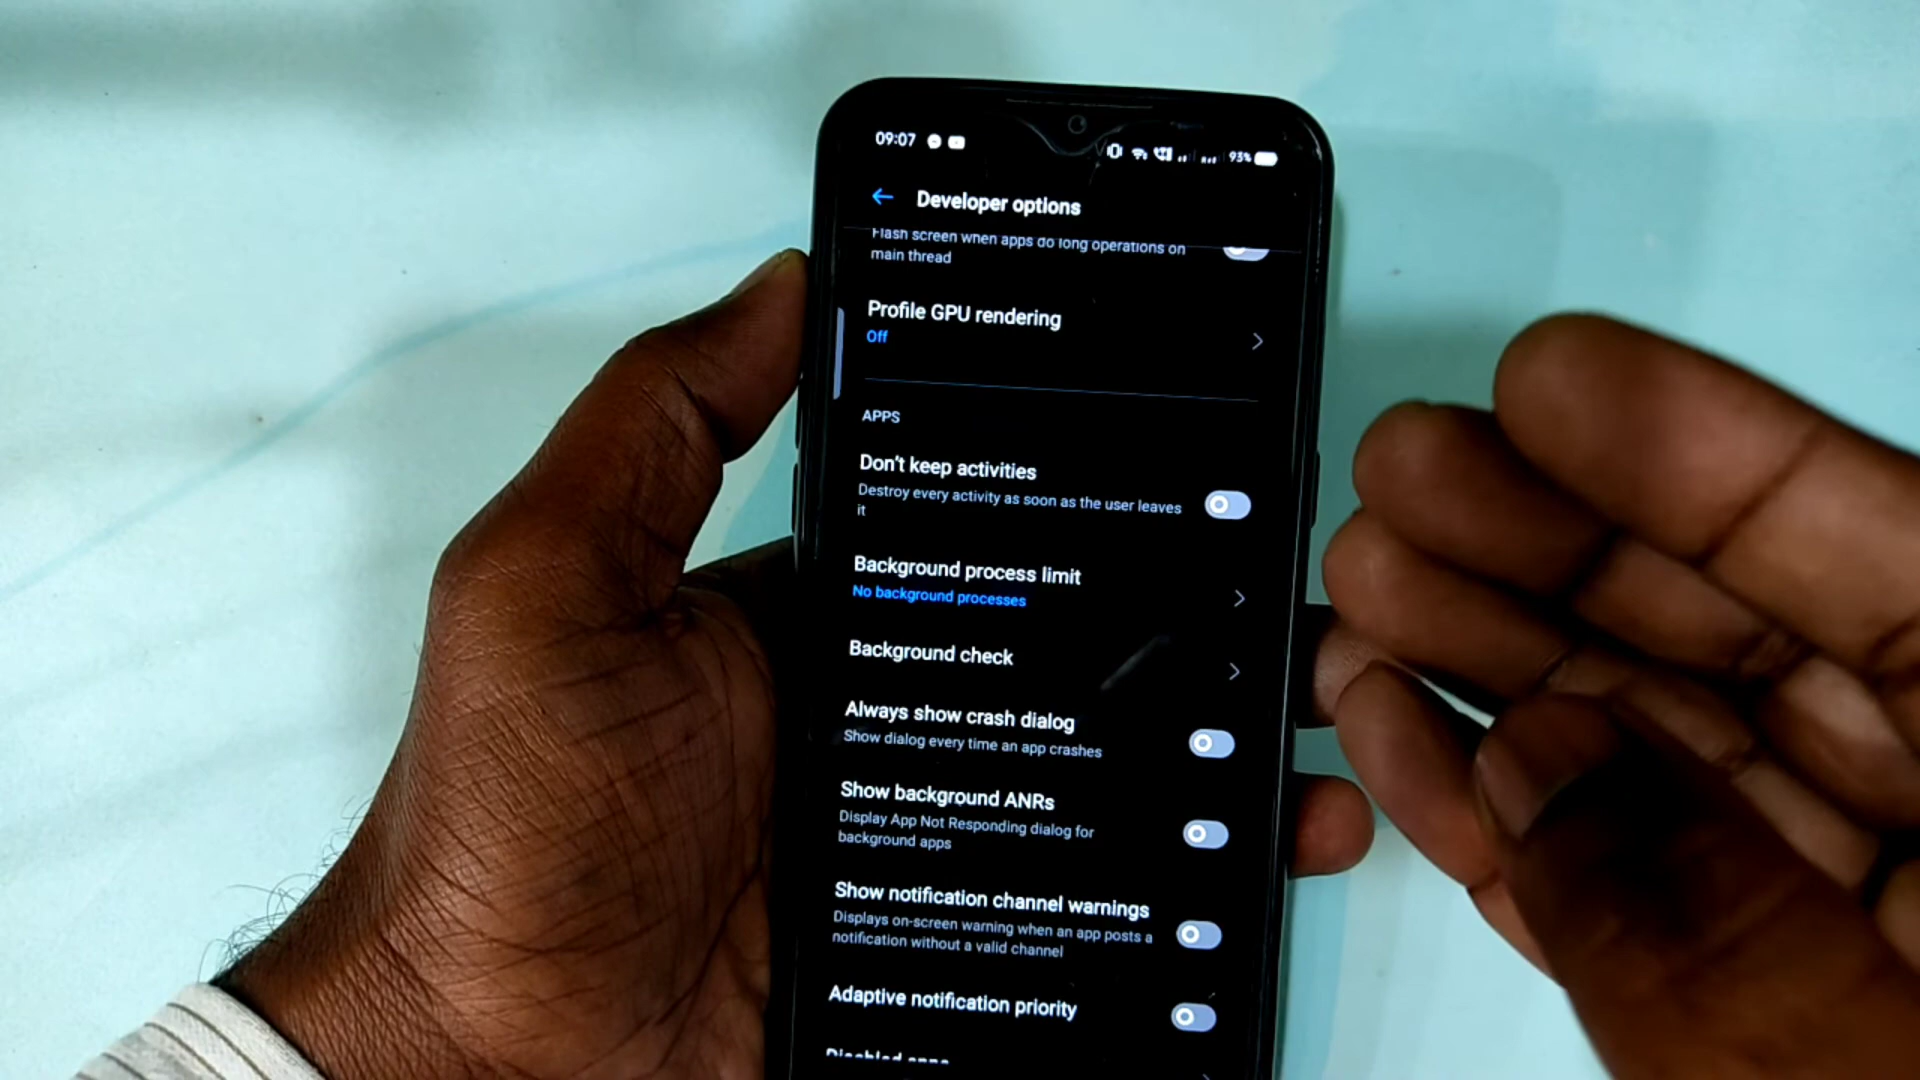 09:07
93%
Developer options
Flash screen when apps do long operations on
main thread
Profile GPU rendering
Off
APPS
Don't keep activities
Destroy every activity as soon as the user leaves
it
Background process limit
No background processes
Background check
Always show crash dialog
Show dialog every time an app crashes
Show background ANRs
Display App Not Responding dialog for
background apps
Show notification channel warnings
Displays on-screen warning when an app posts a
notification without a valid channel
Adaptive notification priority